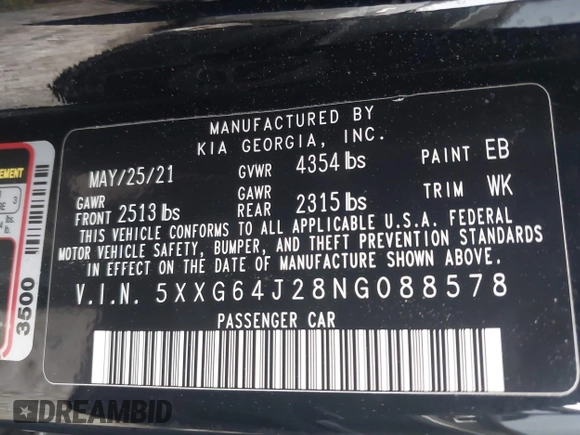 MANUFACTURED BY
KIA GEORGIA, INC.
MAY/25/21 GVWR 4354 lbs PAINT EB
GAWR FRONT 2513 lbs GAWR REAR 2315 lbs TRIM WK
THIS VEHICLE CONFORMS TO ALL APPLICABLE U.S.A. FEDERAL
MOTOR VEHICLE SAFETY, BUMPER, AND THEFT PREVENTION STANDARDS
IN EFFECT ON THE DATE OF MANUFACTURE SHOWN ABOVE.
V.I.N. 5XXG64J28NG088578
PASSENGER CAR
3500
DREAMBID